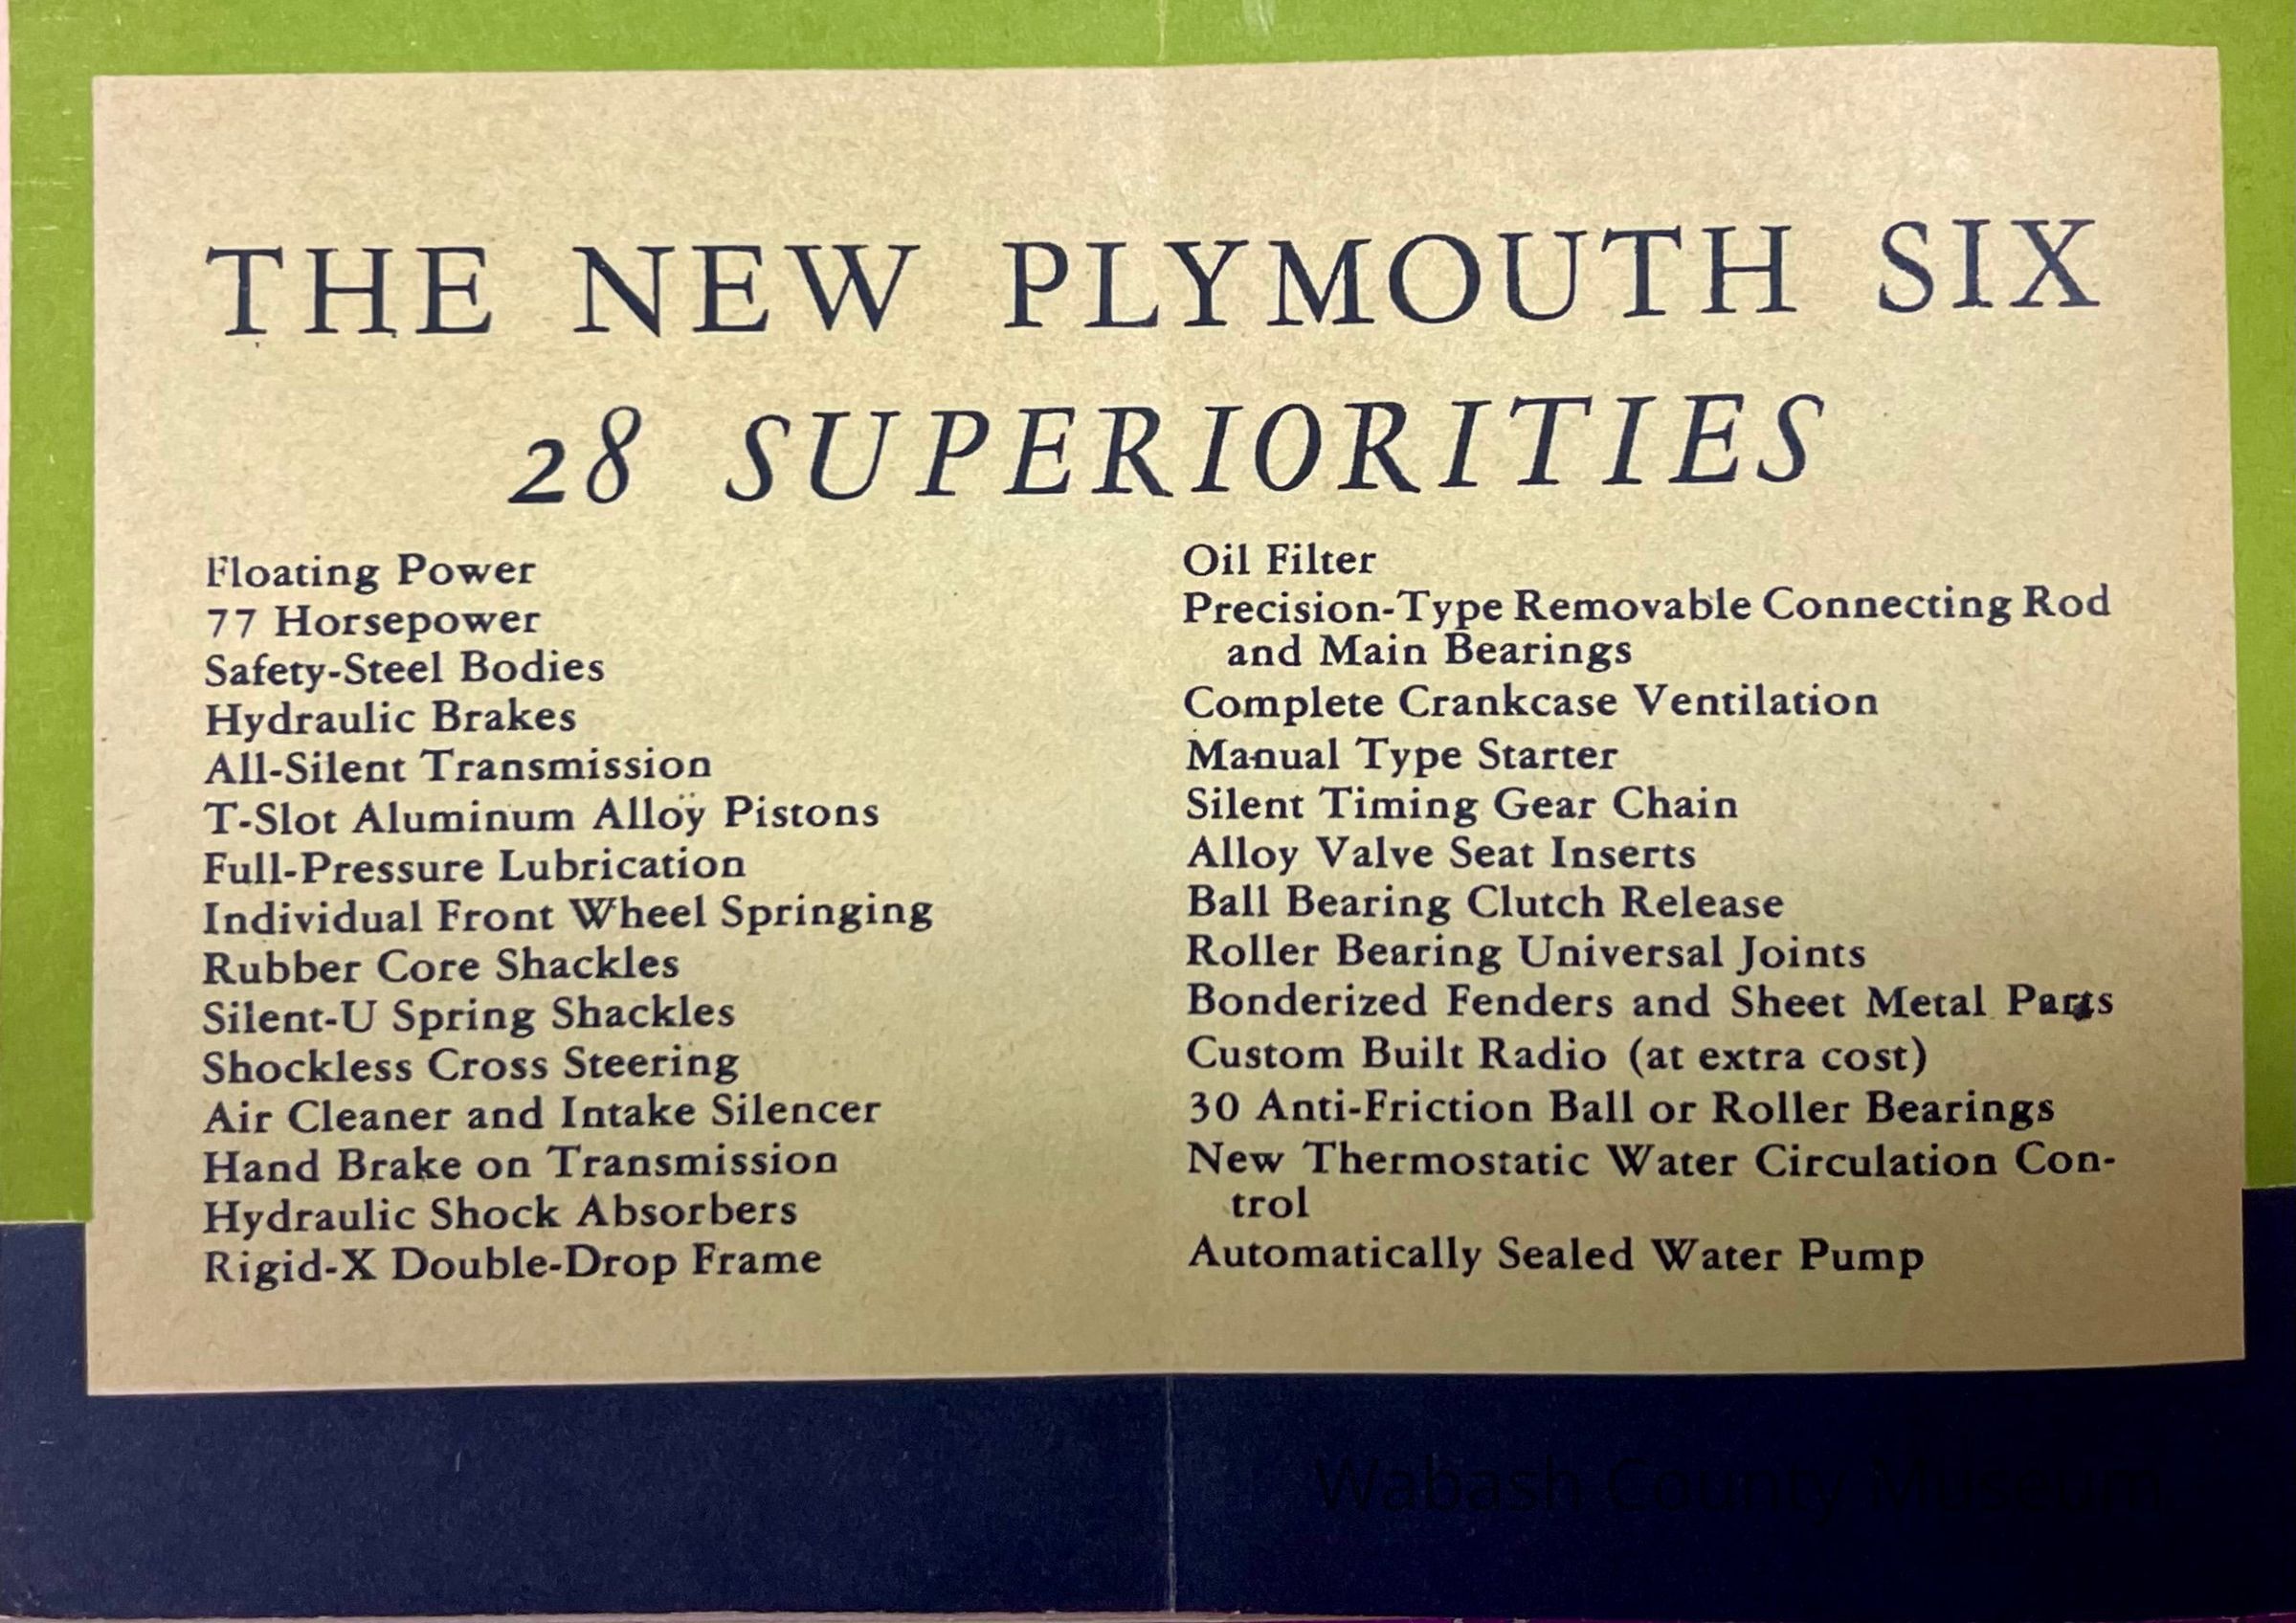 THE NEW PLYMOUTH SIX
28 SUPERIORITIES
Floating Power
77 Horsepower
Safety-Steel Bodies
Hydraulic Brakes
All-Silent Transmission
T-Slot Aluminum Alloy Pistons
Full-Pressure Lubrication
Individual Front Wheel Springing
Rubber Core Shackles
Silent-U Spring Shackles
Shockless Cross Steering
Air Cleaner and Intake Silencer
Hand Brake on Transmission
Hydraulic Shock Absorbers
Rigid-X Double-Drop Frame
Oil Filter
Precision-Type Removable Connecting Rod
and Main Bearings
Complete Crankcase Ventilation
Manual Type Starter
Silent Timing Gear Chain
Alloy Valve Seat Inserts
Ball Bearing Clutch Release
Roller Bearing Universal Joints
Bonderized Fenders and Sheet Metal Parts
Custom Built Radio (at extra cost)
30 Anti-Friction Ball or Roller Bearings
New Thermostatic Water Circulation Con-
trol
Automatically Sealed Water Pump
Wabash County Museum